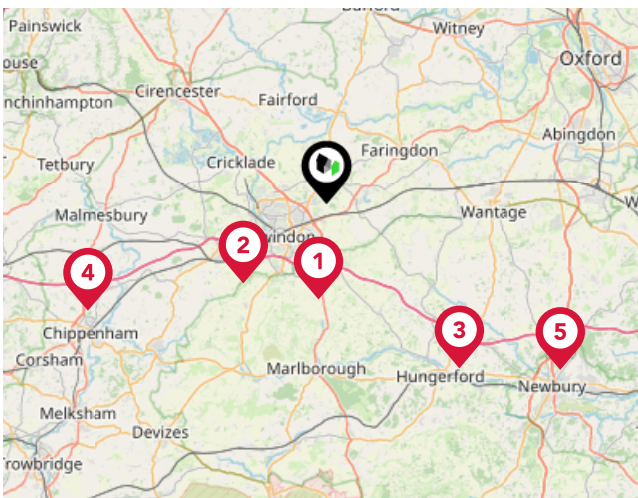 Painswick
Witney
Oxford
ouse
Cirencester
nchinhampton
Fairford
Abingdon
Faringdon
Tetbury
Cricklade
Malmesbury
Wantage
W
windon
2
1
4
3
5
Chippenham
Corsham
Marlborough
Hungerford
Newbury
Melksham
Devizes
Trowbridge